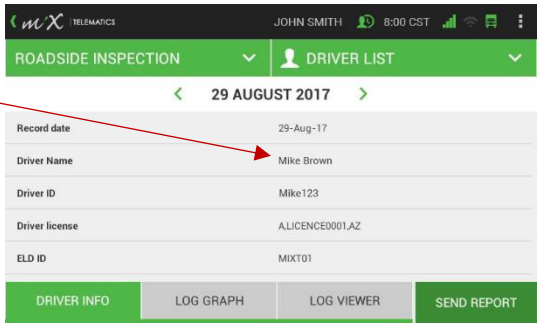 miX TELEMATICS JOHN SMITH 8:00 CST
ROADSIDE INSPECTION DRIVER LIST
29 AUGUST 2017
Record date 29-Aug-17
Driver Name Mike Brown
Driver ID Mike123
Driver license A,LICENCE0001,AZ
ELD ID MIXT01
DRIVER INFO LOG GRAPH LOG VIEWER SEND REPORT